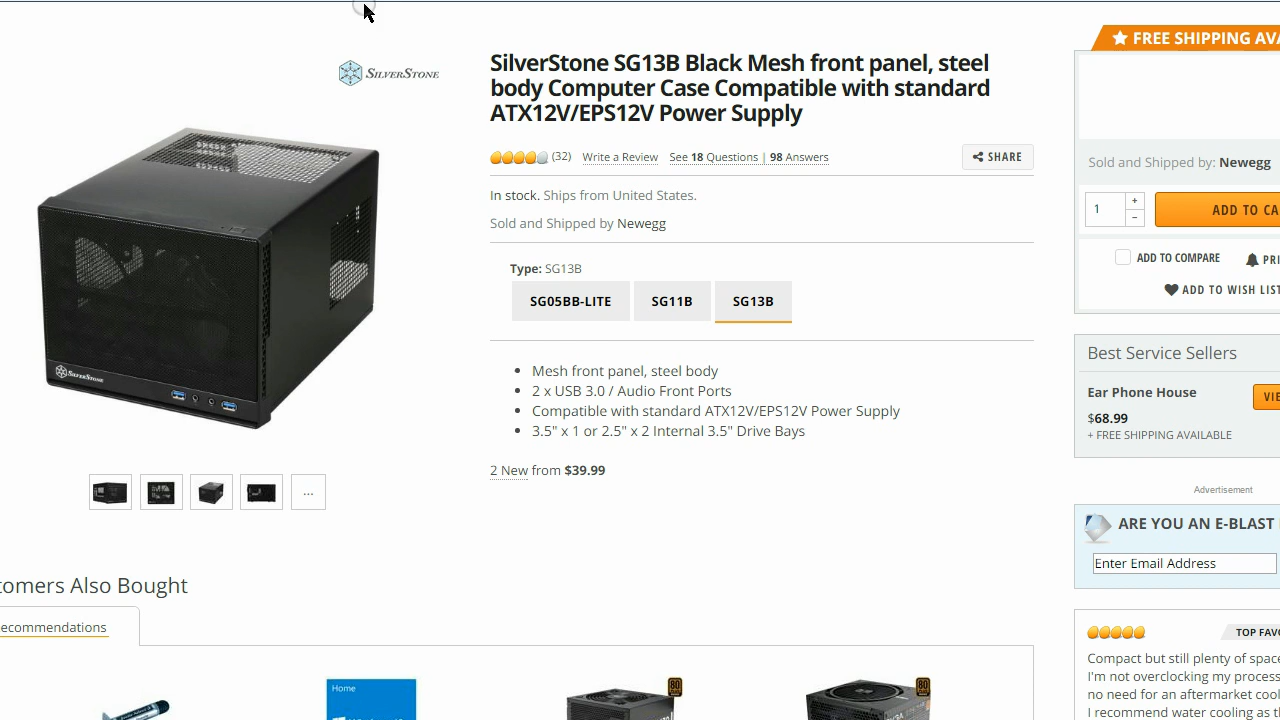 SILVERSTONE
SilverStone SG13B Black Mesh front panel, steel
body Computer Case Compatible with standard
ATX12V/EPS12V Power Supply
(32) Write a Review See 18 Questions | 98 Answers
SHARE
In stock. Ships from United States.
Sold and Shipped by Newegg
Type: SG13B
SG05BB-LITE SG11B SG13B
Mesh front panel, steel body
2 x USB 3.0 / Audio Front Ports
Compatible with standard ATX12V/EPS12V Power Supply
3.5" x 1 or 2.5" x 2 Internal 3.5" Drive Bays
2 New from $39.99
SILVERSTONE
...
tomers Also Bought
ecommendations
Home
80
80
FREE SHIPPING AVA
Sold and Shipped by: Newegg
1
+
−
ADD TO CA
ADD TO COMPARE
PRI
ADD TO WISH LIST
Best Service Sellers
Ear Phone House
VIE
$68.99
+ FREE SHIPPING AVAILABLE
Advertisement
ARE YOU AN E-BLAST
Enter Email Address
TOP FAVO
Compact but still plenty of space
I'm not overclocking my process
no need for an aftermarket coo
I recommend water cooling as t